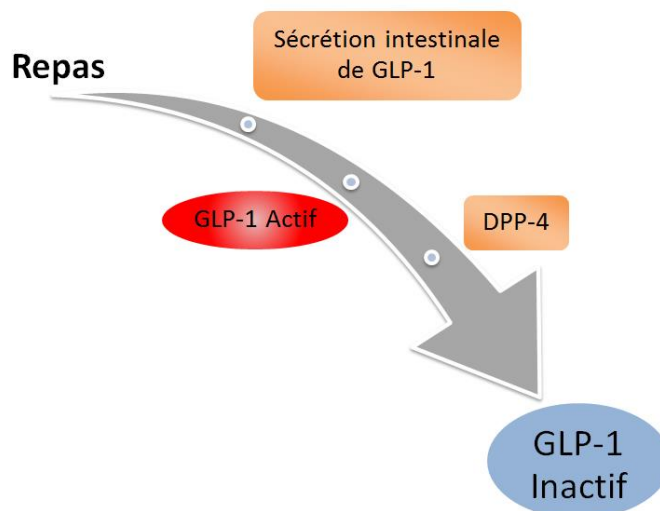 Repas
Sécrétion intestinale
de GLP-1
GLP-1 Actif
DPP-4
GLP-1
Inactif